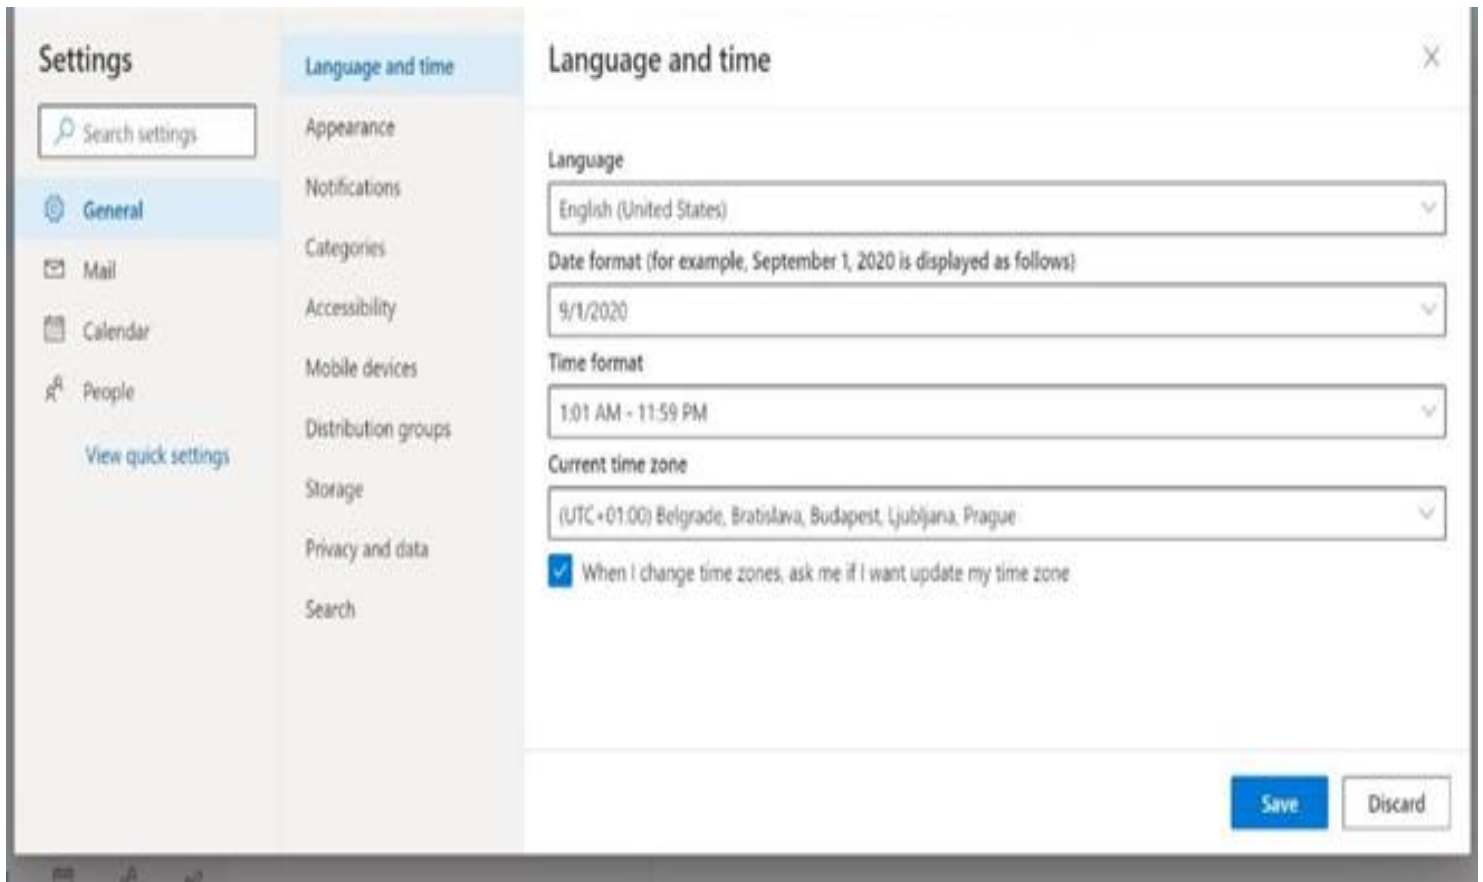 Settings
Search settings
General
Mail
Calendar
People
View quick settings
Language and time
Appearance
Notifications
Categories
Accessibility
Mobile devices
Distribution groups
Storage
Privacy and data
Search
Language and time
Language
English (United States)
Date format (for example, September 1, 2020 is displayed as follows)
9/1/2020
Time format
1:01 AM - 11:59 PM
Current time zone
(UTC+01:00) Belgrade, Bratislava, Budapest, Ljubljana, Prague
When I change time zones, ask me if I want update my time zone
Save
Discard